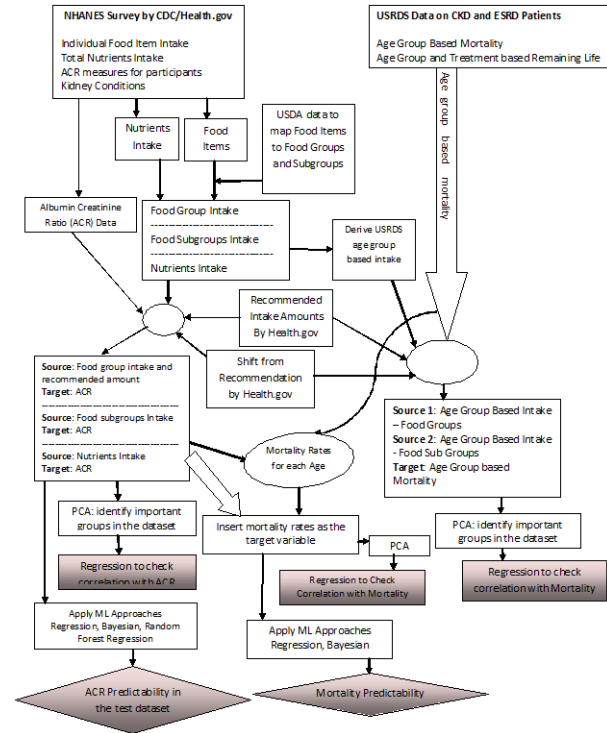 NHANES Survey by CDC/Health.gov
Individual Food Item Intake
Total Nutrients Intake
ACR measures for participants
Kidney Conditions
USRDS Data on CKD and ESRD Patients
Age Group Based Mortality
Age Group and Treatment based Remaining Life
Age group based mortality
Nutrients
Intake
Food
Items
USDA data to
map Food Items
to Food Groups
and Subgroups
Albumin Creatinine
Ratio (ACR) Data
Food Group Intake
Food Subgroups Intake
Nutrients Intake
Derive USRDS
age group
based intake
Recommended
Intake Amounts
By Health.gov
Shift from
Recommendation
by Health.gov
Source: Food group intake and
recommended amount
Target: ACR
Source: Food subgroups Intake
Target: ACR
Source: Nutrients Intake
Target: ACR
Mortality Rates
for each Age
Source 1: Age Group Based Intake
– Food Groups
Source 2: Age Group Based Intake
- Food Sub Groups
Target: Age Group based
Mortality
PCA: identify important
groups in the dataset
Regression to check
correlation with ACR
Insert mortality rates as the
target variable
PCA
Regression to Check
Correlation with Mortality
PCA: identify important
groups in the dataset
Regression to check
correlation with Mortality
Apply ML Approaches
Regression, Bayesian, Random
Forest Regression
Apply ML Approaches
Regression, Bayesian
ACR Predictability in
the test dataset
Mortality Predictability